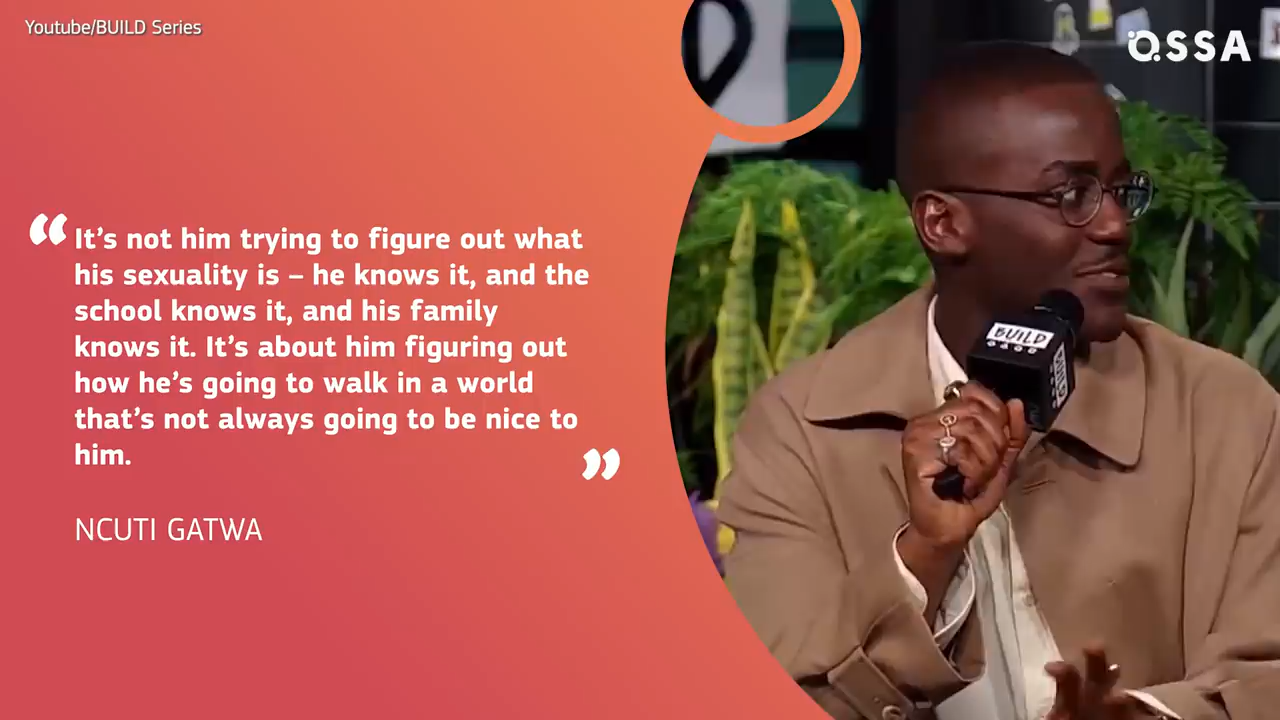 Youtube/BUILD Series
QSSA
“It’s not him trying to figure out what
his sexuality is – he knows it, and the
school knows it, and his family
knows it. It’s about him figuring out
how he’s going to walk in a world
that’s not always going to be nice to
him.”
NCUTI GATWA
BUILD